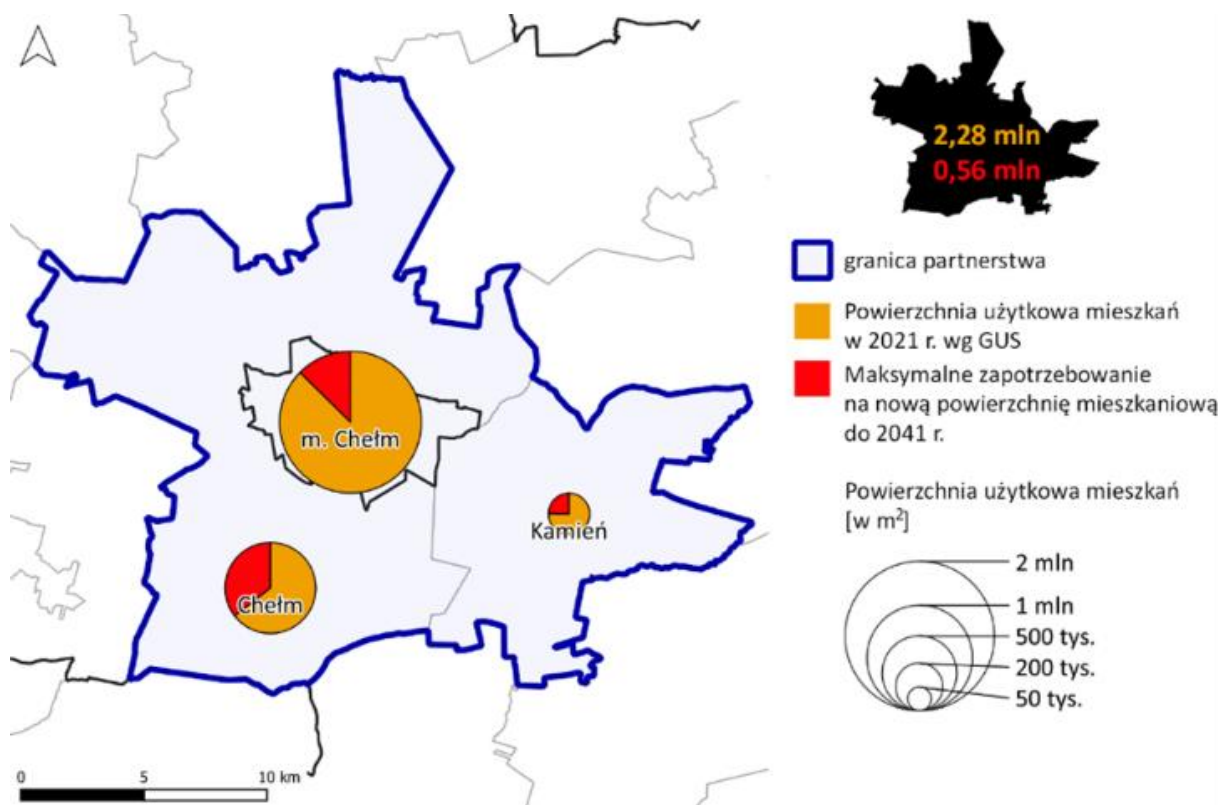 2,28 mln
0,56 mln
granica partnerstwa
Powierzchnia użytkowa mieszkań
w 2021 r. wg GUS
Maksymalne zapotrzebowanie
na nową powierzchnię mieszkaniową
do 2041 r.
Powierzchnia użytkowa mieszkań
[w m²]
2 mln
1 mln
500 tys.
200 tys.
50 tys.
m. Chełm
Kamień
Chełm
0 5 10 km